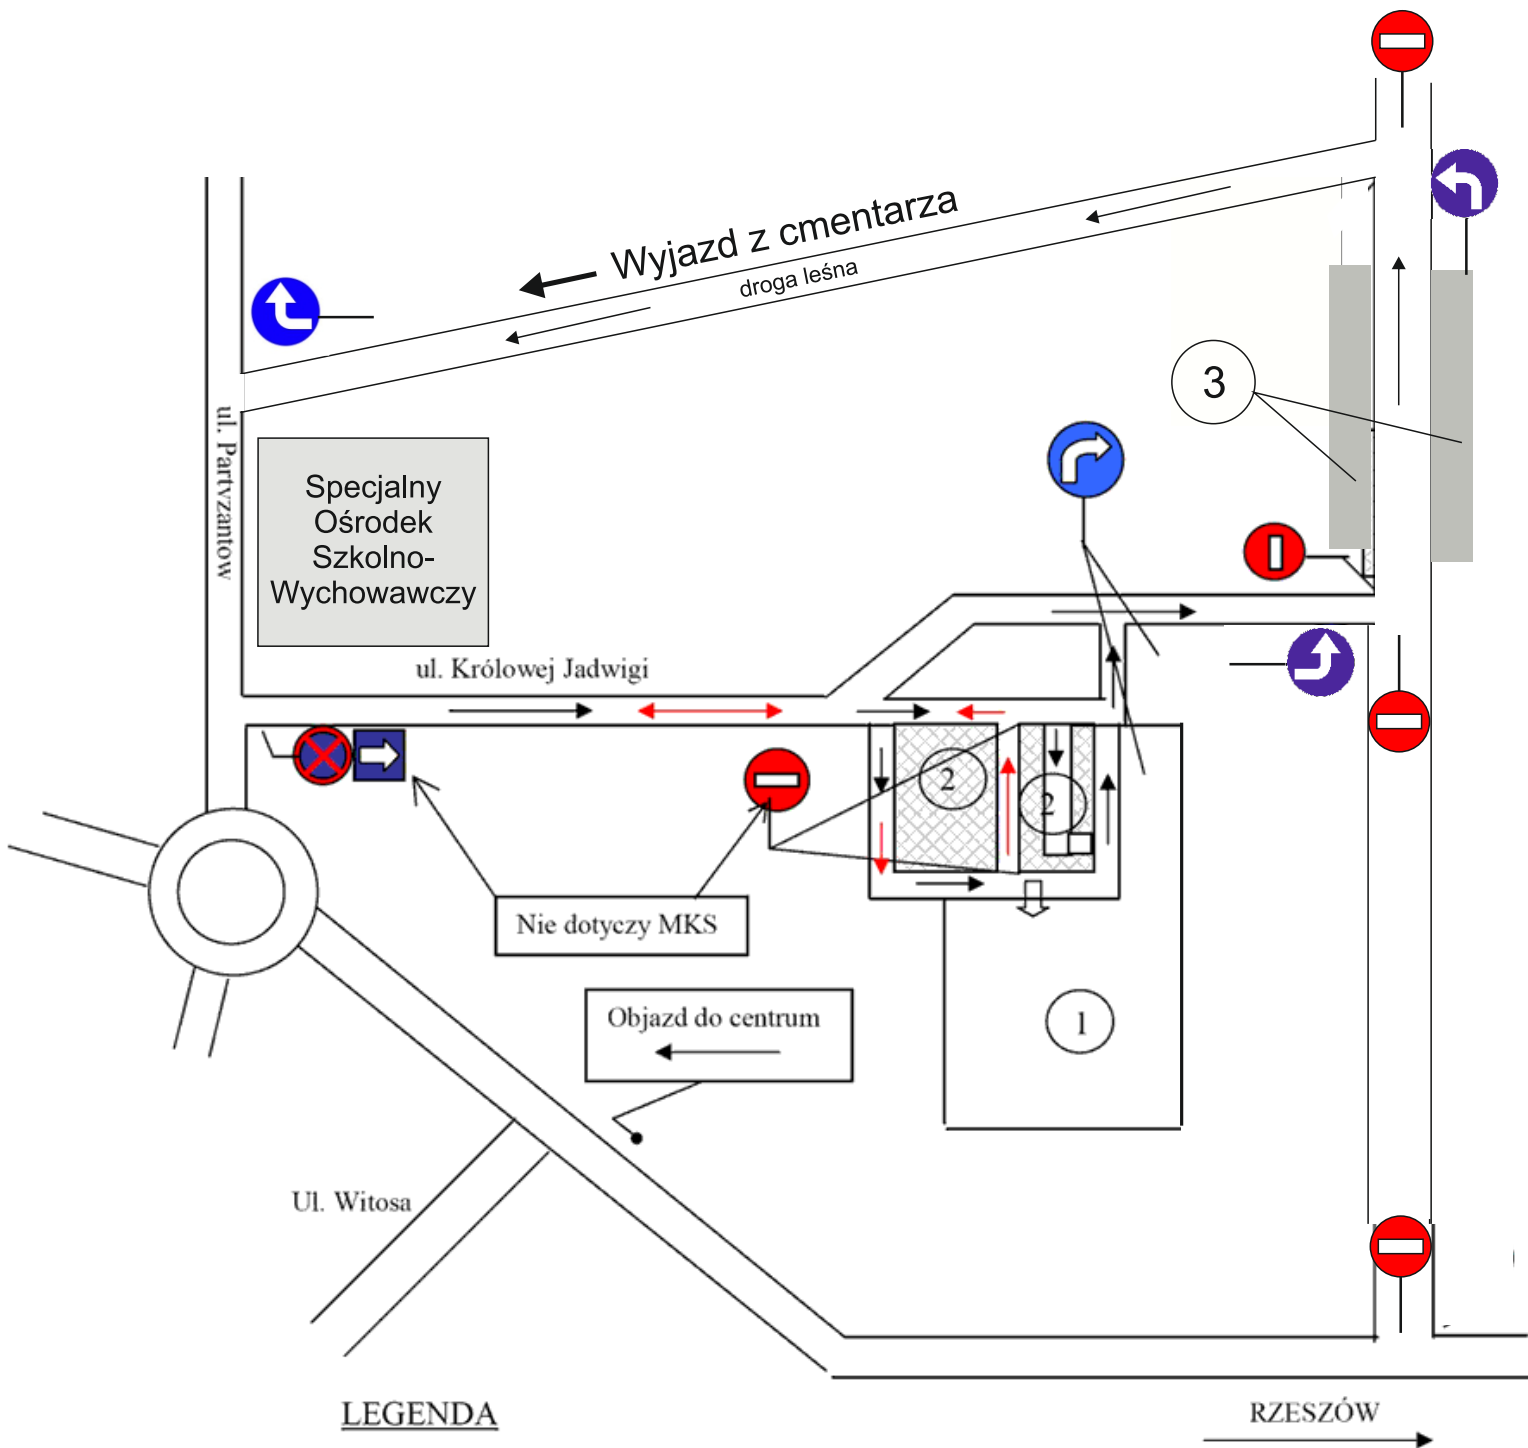 Wyjazd z cmentarza
droga leśna
3
ul. Partyzantow
Specjalny
Ośrodek
Szkolno-
Wychowawczy
ul. Królowej Jadwigi
2
2
Nie dotyczy MKS
Objazd do centrum
1
Ul. Witosa
LEGENDA
RZESZÓW